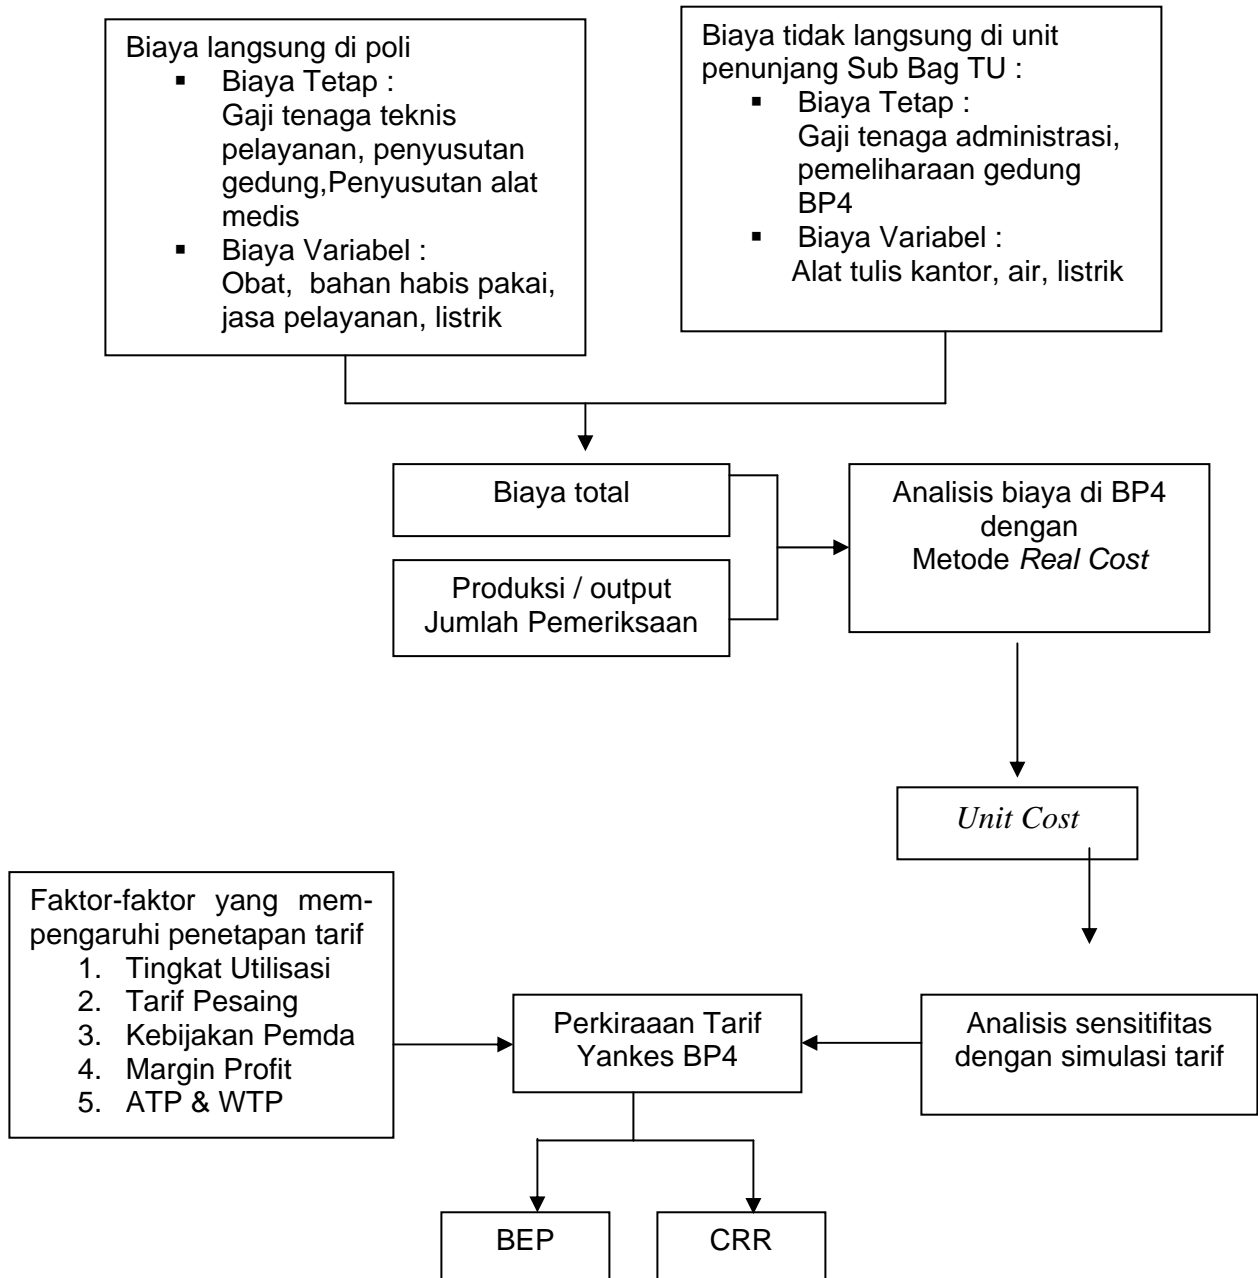 Biaya langsung di poli
▪ Biaya Tetap :
Gaji tenaga teknis
pelayanan, penyusutan
gedung,Penyusutan alat
medis
▪ Biaya Variabel :
Obat, bahan habis pakai,
jasa pelayanan, listrik
Biaya tidak langsung di unit
penunjang Sub Bag TU :
▪ Biaya Tetap :
Gaji tenaga administrasi,
pemeliharaan gedung
BP4
▪ Biaya Variabel :
Alat tulis kantor, air, listrik
Biaya total
Produksi / output
Jumlah Pemeriksaan
Analisis biaya di BP4
dengan
Metode Real Cost
Unit Cost
Faktor-faktor yang mem-
pengaruhi penetapan tarif
1. Tingkat Utilisasi
2. Tarif Pesaing
3. Kebijakan Pemda
4. Margin Profit
5. ATP & WTP
Perkiraaan Tarif
Yankes BP4
Analisis sensitifitas
dengan simulasi tarif
BEP
CRR